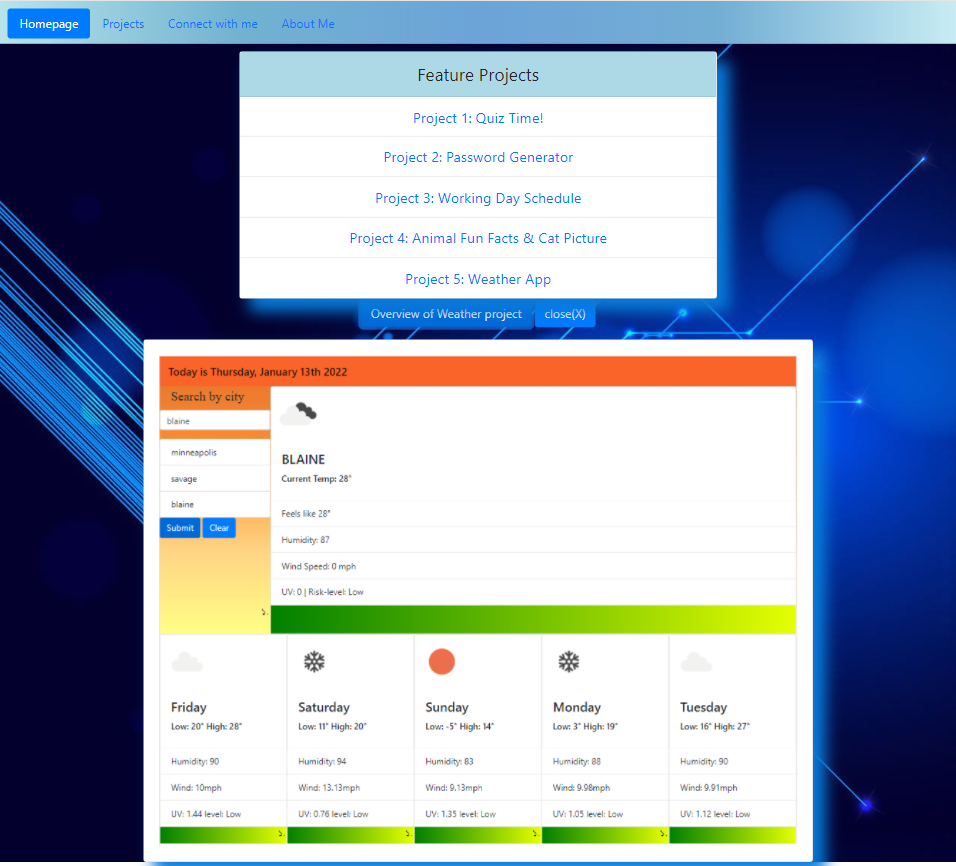 Homepage Projects Connect with me About Me
Feature Projects
Project 1: Quiz Time!
Project 2: Password Generator
Project 3: Working Day Schedule
Project 4: Animal Fun Facts & Cat Picture
Project 5: Weather App
Overview of Weather project close(X)
Today is Thursday, January 13th 2022
Search by city
blaine
minneapolis
savage
blaine
Submit Clear
BLAINE
Current Temp: 28°
Feels like 28°
Humidity: 87
Wind Speed: 0 mph
UV: 0 | Risk-level: Low
Friday
Low: 20° High: 28°
Humidity: 90
Wind: 10mph
UV: 1.44 level: Low
Saturday
Low: 11° High: 20°
Humidity: 94
Wind: 13.13mph
UV: 0.76 level: Low
Sunday
Low: -5° High: 14°
Humidity: 83
Wind: 9.13mph
UV: 1.35 level: Low
Monday
Low: 3° High: 19°
Humidity: 88
Wind: 9.98mph
UV: 1.05 level: Low
Tuesday
Low: 16° High: 27°
Humidity: 90
Wind: 9.91mph
UV: 1.12 level: Low